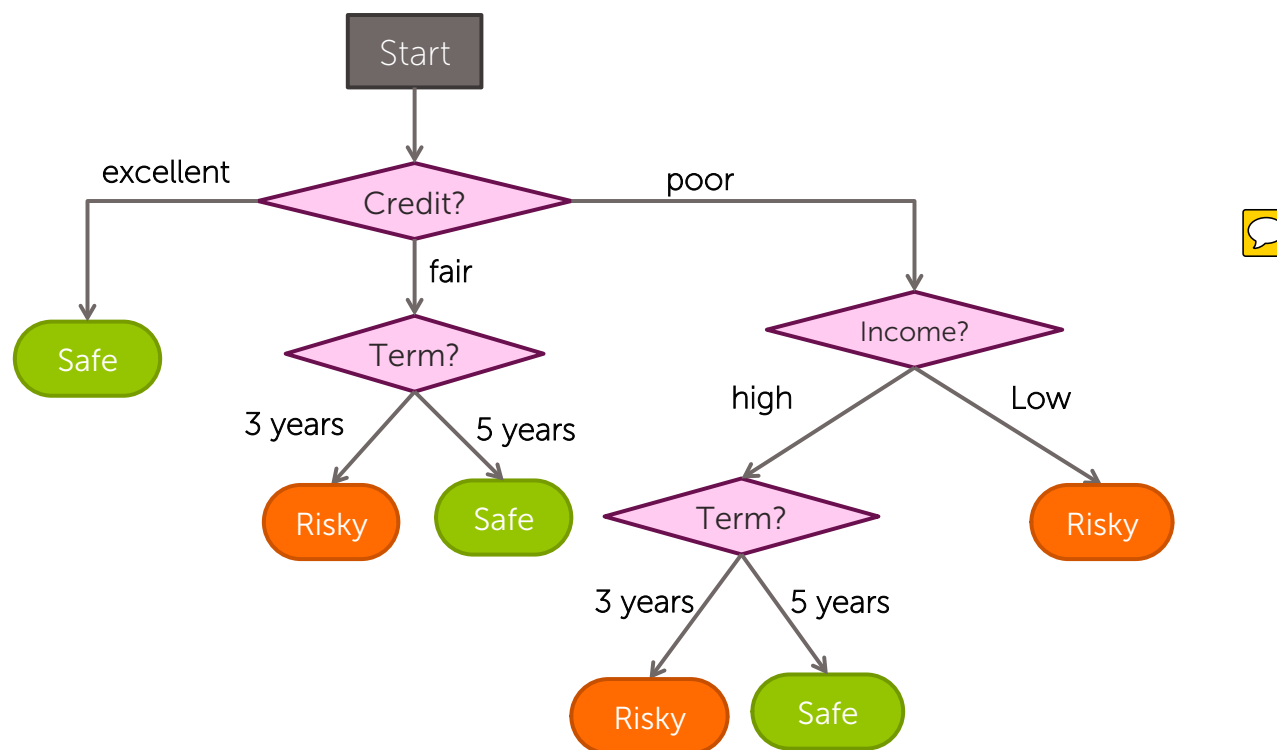 Start
excellent
Credit?
poor
fair
Safe
Term?
Income?
3 years
5 years
high
Low
Risky
Safe
Term?
Risky
3 years
5 years
Risky
Safe